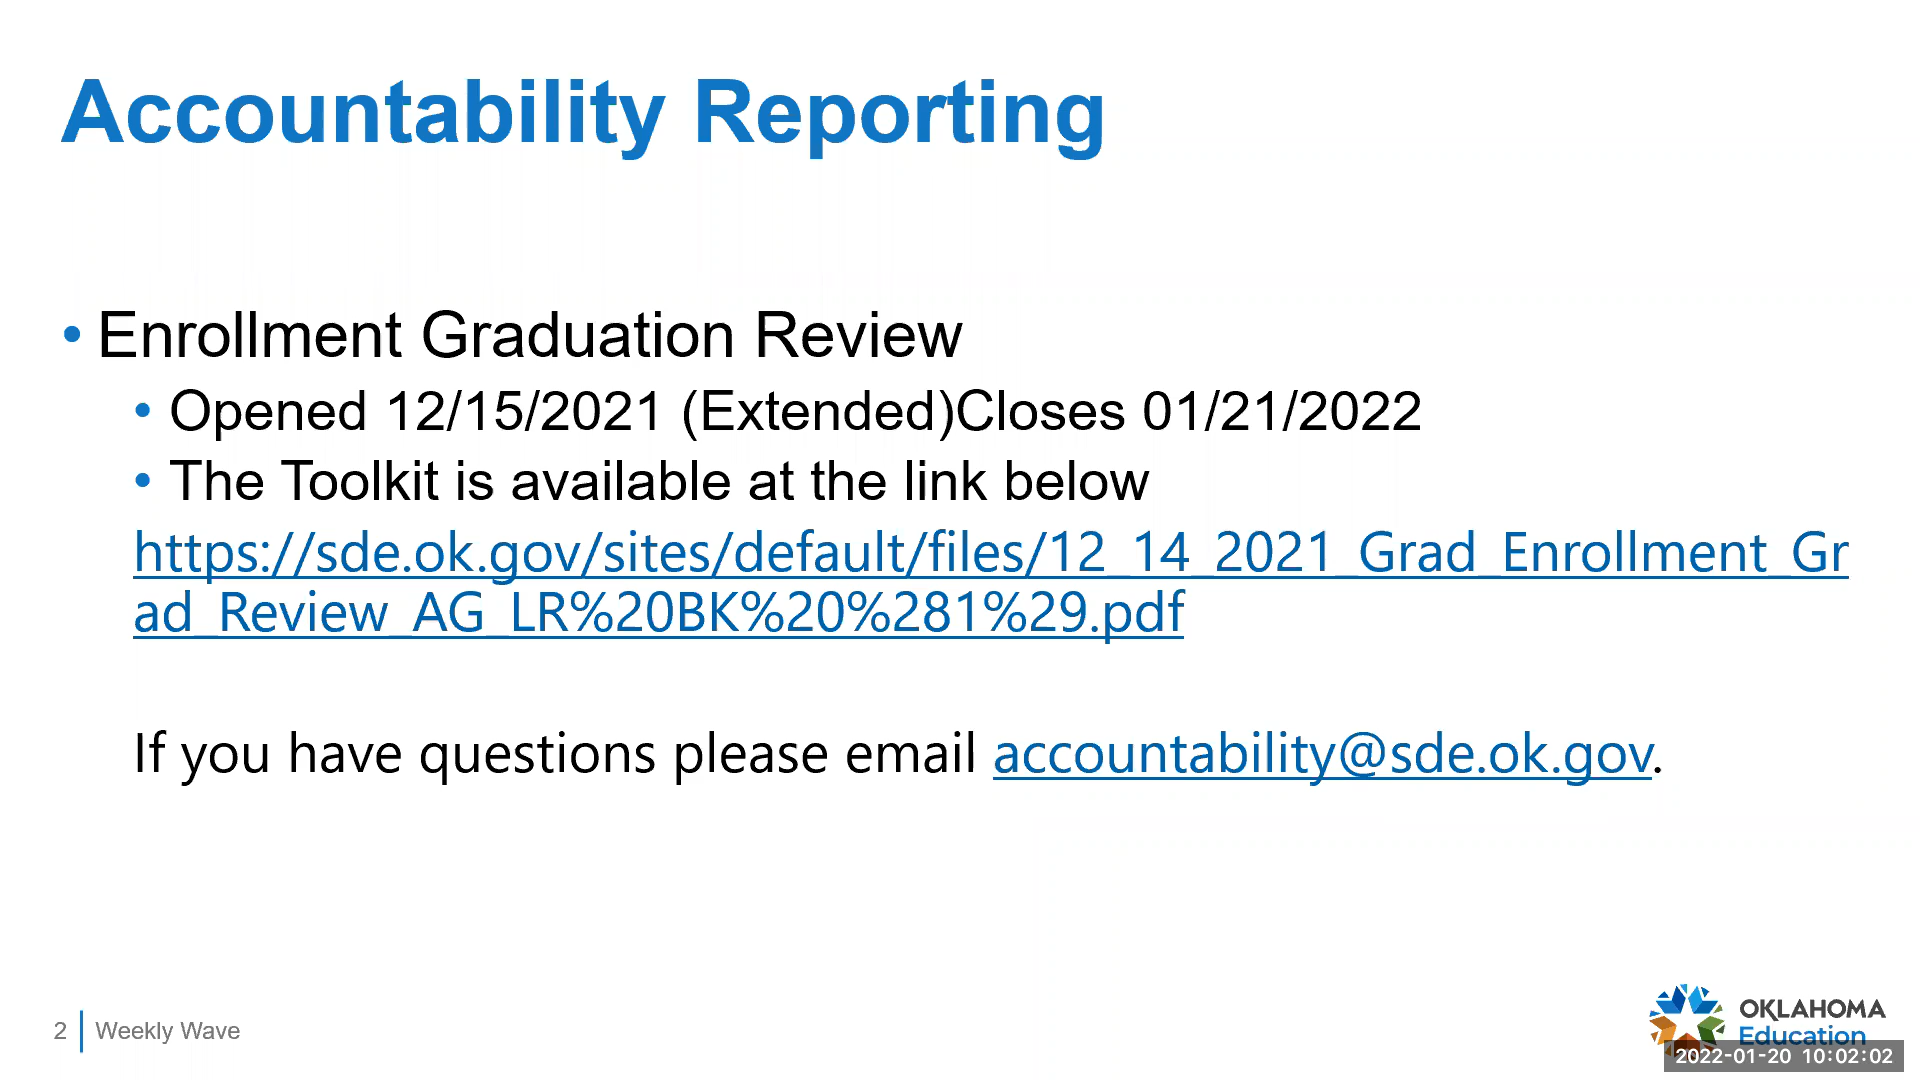 Accountability Reporting
• Enrollment Graduation Review
• Opened 12/15/2021 (Extended)Closes 01/21/2022
• The Toolkit is available at the link below
https://sde.ok.gov/sites/default/files/12_14_2021_Grad_Enrollment_Gr
ad_Review_AG_LR%20BK%20%281%29.pdf
If you have questions please email accountability@sde.ok.gov.
2 Weekly Wave
OKLAHOMA
Education
2022-01-20 10:02:02